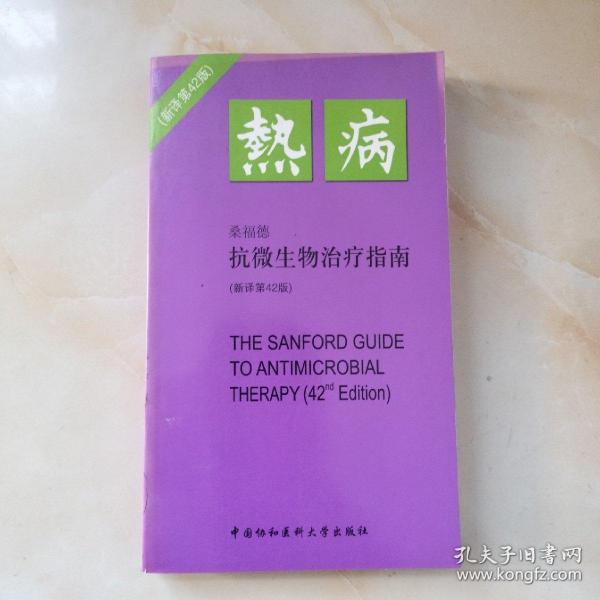 (新译第42版)
熱病
桑福德
抗微生物治疗指南
(新译第42版)
THE SANFORD GUIDE
TO ANTIMICROBIAL
THERAPY (42nd Edition)
中国协和医科大学出版社
孔夫子旧书网
www.kongfz.com